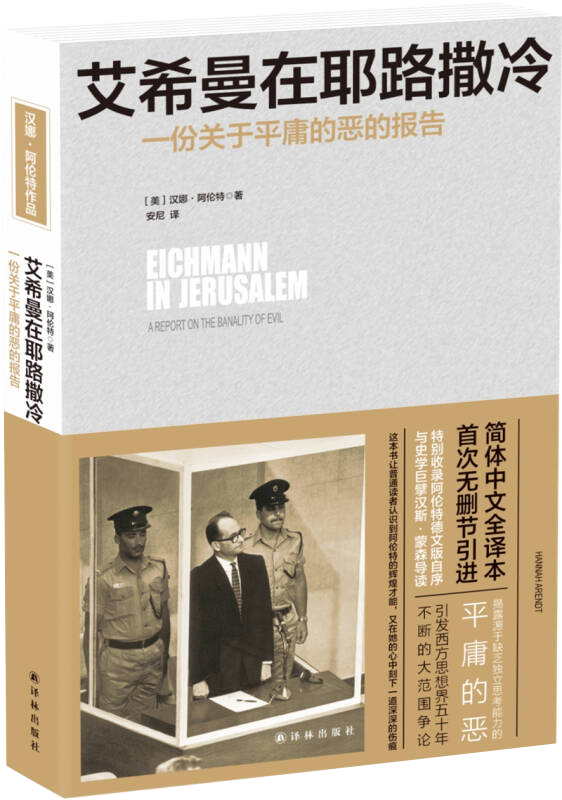 艾希曼在耶路撒冷
一份关于平庸的恶的报告
[美] 汉娜·阿伦特◎著
安尼 译
EICHMANN
IN JERUSALEM
A REPORT ON THE BANALITY OF EVIL
汉娜·阿伦特作品
[美] 汉娜·阿伦特◎著
艾希曼在耶路撒冷
一份关于平庸的恶的报告
译林出版社
简体中文全译本
首次无删节引进
特别收录阿伦特德文版自序
与史学巨擘汉斯·蒙森导读
这本书让普通读者认识到阿伦特的辉煌才能，又在她的心中刻下一道深深的伤痕
HANNAH ARENDT
揭露源于缺乏独立思考能力的
平庸的恶
引发西方思想界五十年
不断的大范围争论
译林出版社